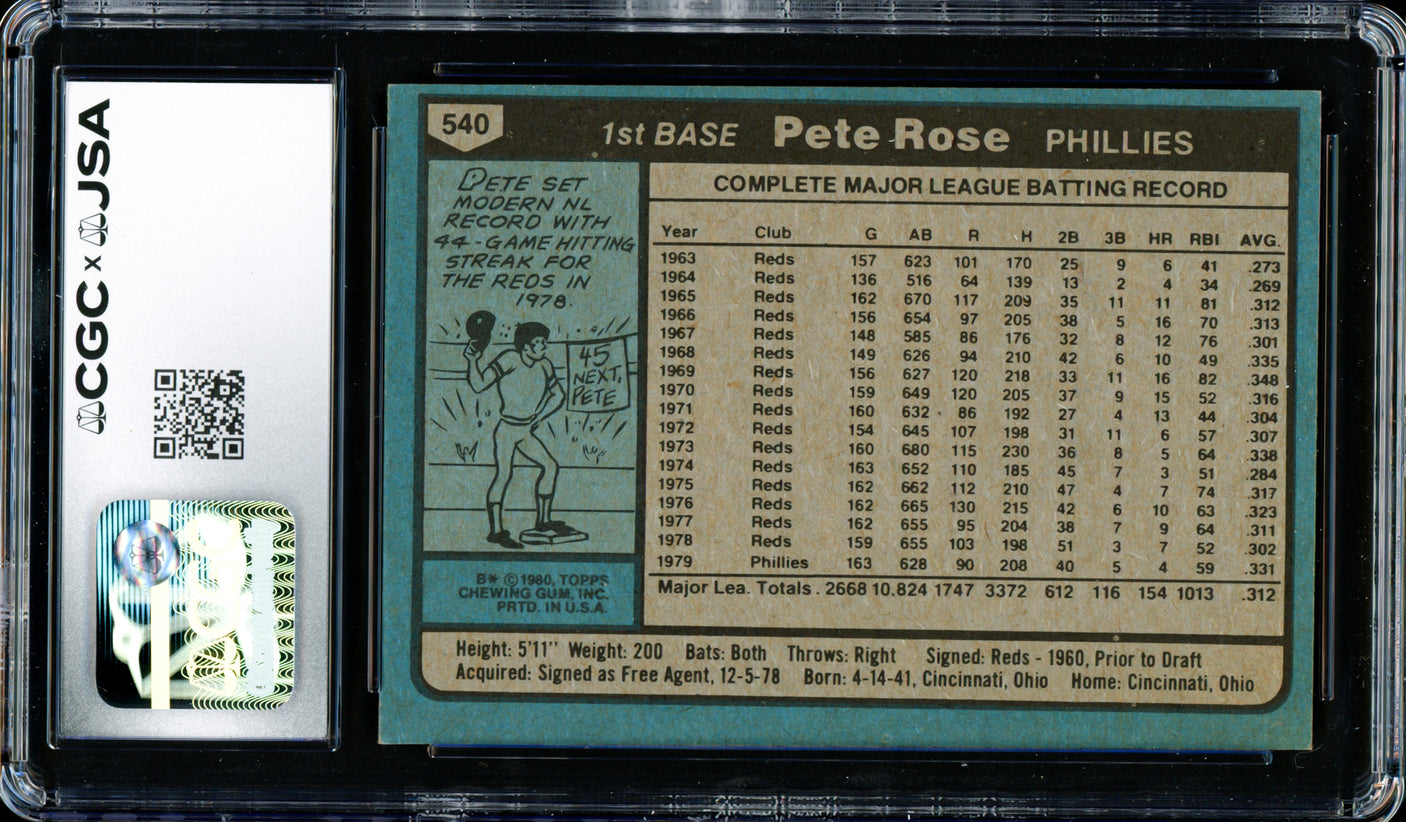 CGC x JSA
540
1st BASE Pete Rose PHILLIES
PETE SET
MODERN NL
RECORD WITH
44-GAME HITTING
STREAK FOR
THE REDS IN
1978.
45
NEXT,
PETE
B* ©1980, TOPPS
CHEWING GUM, INC.
PRTD. IN U.S.A.
COMPLETE MAJOR LEAGUE BATTING RECORD
Year Club G AB R H 2B 3B HR RBI AVG.
1963 Reds 157 623 101 170 25 9 6 41 .273
1964 Reds 136 516 64 139 13 2 4 34 .269
1965 Reds 162 670 117 209 35 11 11 81 .312
1966 Reds 156 654 97 205 38 5 16 70 .313
1967 Reds 148 585 86 176 32 8 12 76 .301
1968 Reds 149 626 94 210 42 6 10 49 .335
1969 Reds 156 627 120 218 33 11 16 82 .348
1970 Reds 159 649 120 205 37 9 15 52 .316
1971 Reds 160 632 86 192 27 4 13 44 .304
1972 Reds 154 645 107 198 31 11 6 57 .307
1973 Reds 160 680 115 230 36 8 5 64 .338
1974 Reds 163 652 110 185 45 7 3 51 .284
1975 Reds 162 662 112 210 47 4 7 74 .317
1976 Reds 162 665 130 215 42 6 10 63 .323
1977 Reds 162 655 95 204 38 7 9 64 .311
1978 Reds 159 655 103 198 51 3 7 52 .302
1979 Phillies 163 628 90 208 40 5 4 59 .331
Major Lea. Totals . 2668 10.824 1747 3372 612 116 154 1013 .312
Height: 5'11" Weight: 200 Bats: Both Throws: Right Signed: Reds - 1960, Prior to Draft
Acquired: Signed as Free Agent, 12-5-78 Born: 4-14-41, Cincinnati, Ohio Home: Cincinnati, Ohio